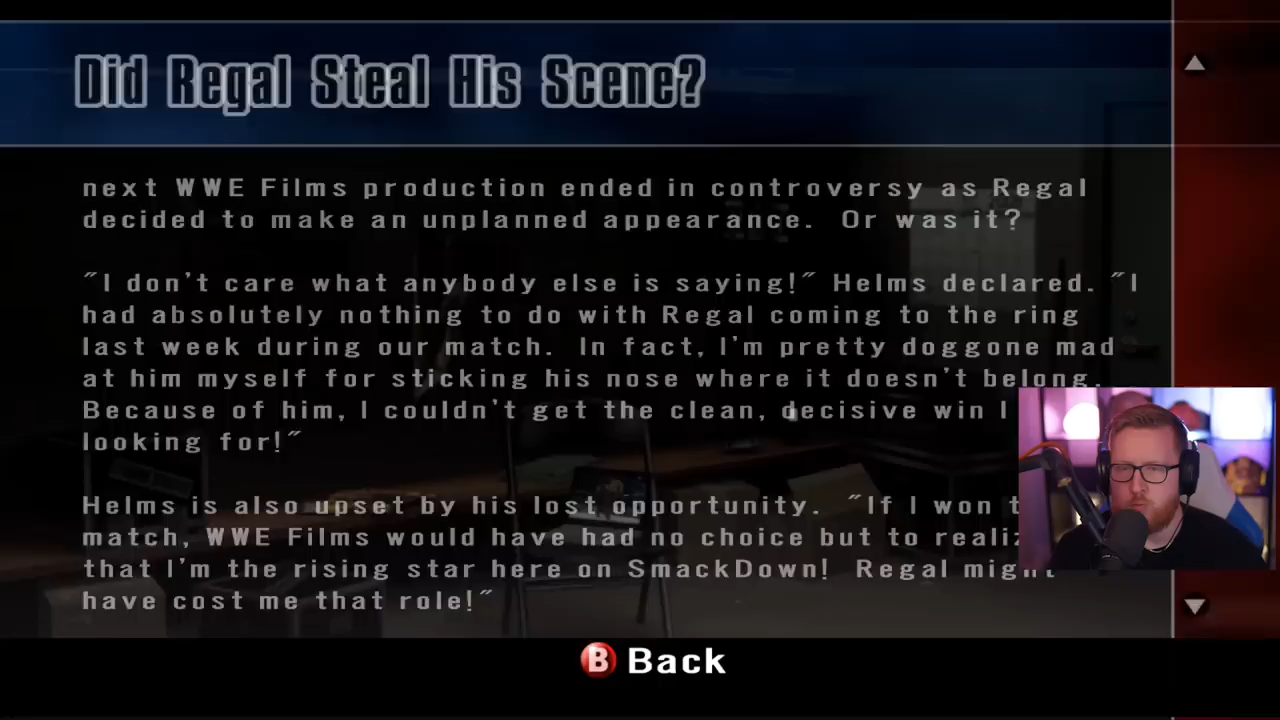 Did Regal Steal His Scene?
next WWE Films production ended in controversy as Regal
decided to make an unplanned appearance. Or was it?
"I don't care what anybody else is saying!" Helms declared. "I
had absolutely nothing to do with Regal coming to the ring
last week during our match. In fact, I'm pretty doggone mad
at him myself for sticking his nose where it doesn't belong.
Because of him, I couldn't get the clean, decisive win I
looking for!"
Helms is also upset by his lost opportunity. "If I won
match, WWE Films would have had no choice but to
that I'm the rising star here on SmackDown! Regal might
have cost me that role!"
B Back